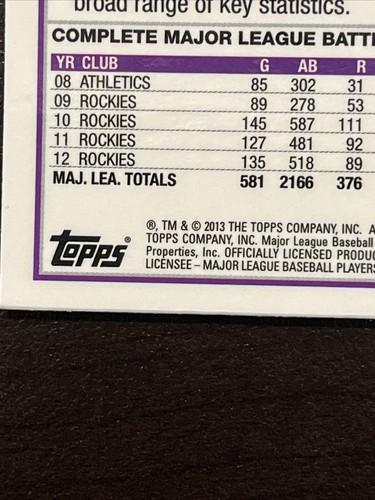 broad range of key statistics.
COMPLETE MAJOR LEAGUE BATTI
YR CLUB G AB R
08 ATHLETICS 85 302 31
09 ROCKIES 89 278 53
10 ROCKIES 145 587 111
11 ROCKIES 127 481 92
12 ROCKIES 135 518 89
MAJ. LEA. TOTALS 581 2166 376
®, TM & © 2013 THE TOPPS COMPANY, INC. A
TOPPS COMPANY, INC. Major League Baseball
Properties, Inc. OFFICIALLY LICENSED PRODUC
LICENSEE – MAJOR LEAGUE BASEBALL PLAYERS
Topps®